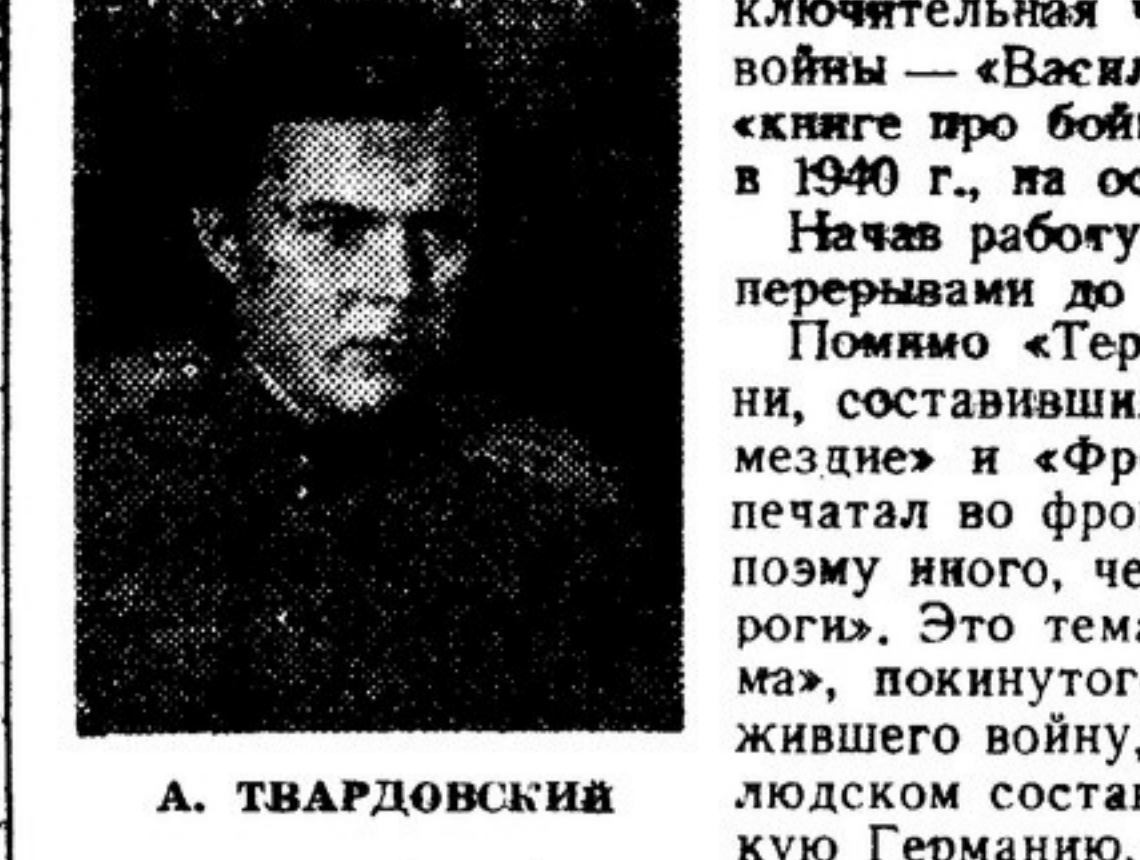 ключительная
войны — «Васил
«книге про бой
в 1940 г., на ос
Начав работу
перерывами до
Помимо «Тер
ни, составивши
мездие» и «Фр
печатал во фро
поэму иного, че
роги». Это тема
ма», покинутог
жившего войну,
людском состав
кую Германию.
А. ТВАРДОВСКИЙ